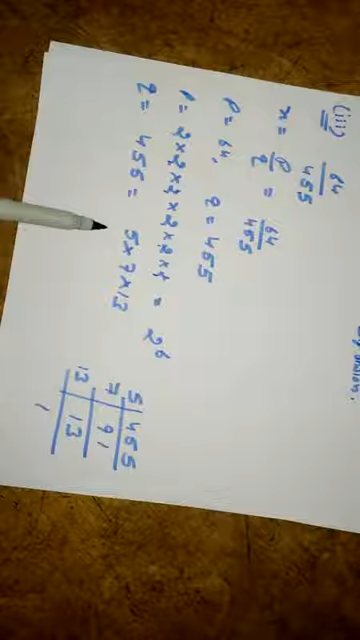 (iii) 64/455
x = p/q = 64/455
p = 64, q = 455
p = 2×2×2×2×2×2 = 2⁶
q = 455 = 5×7×13
5 | 455
7 | 91
13 | 13
1